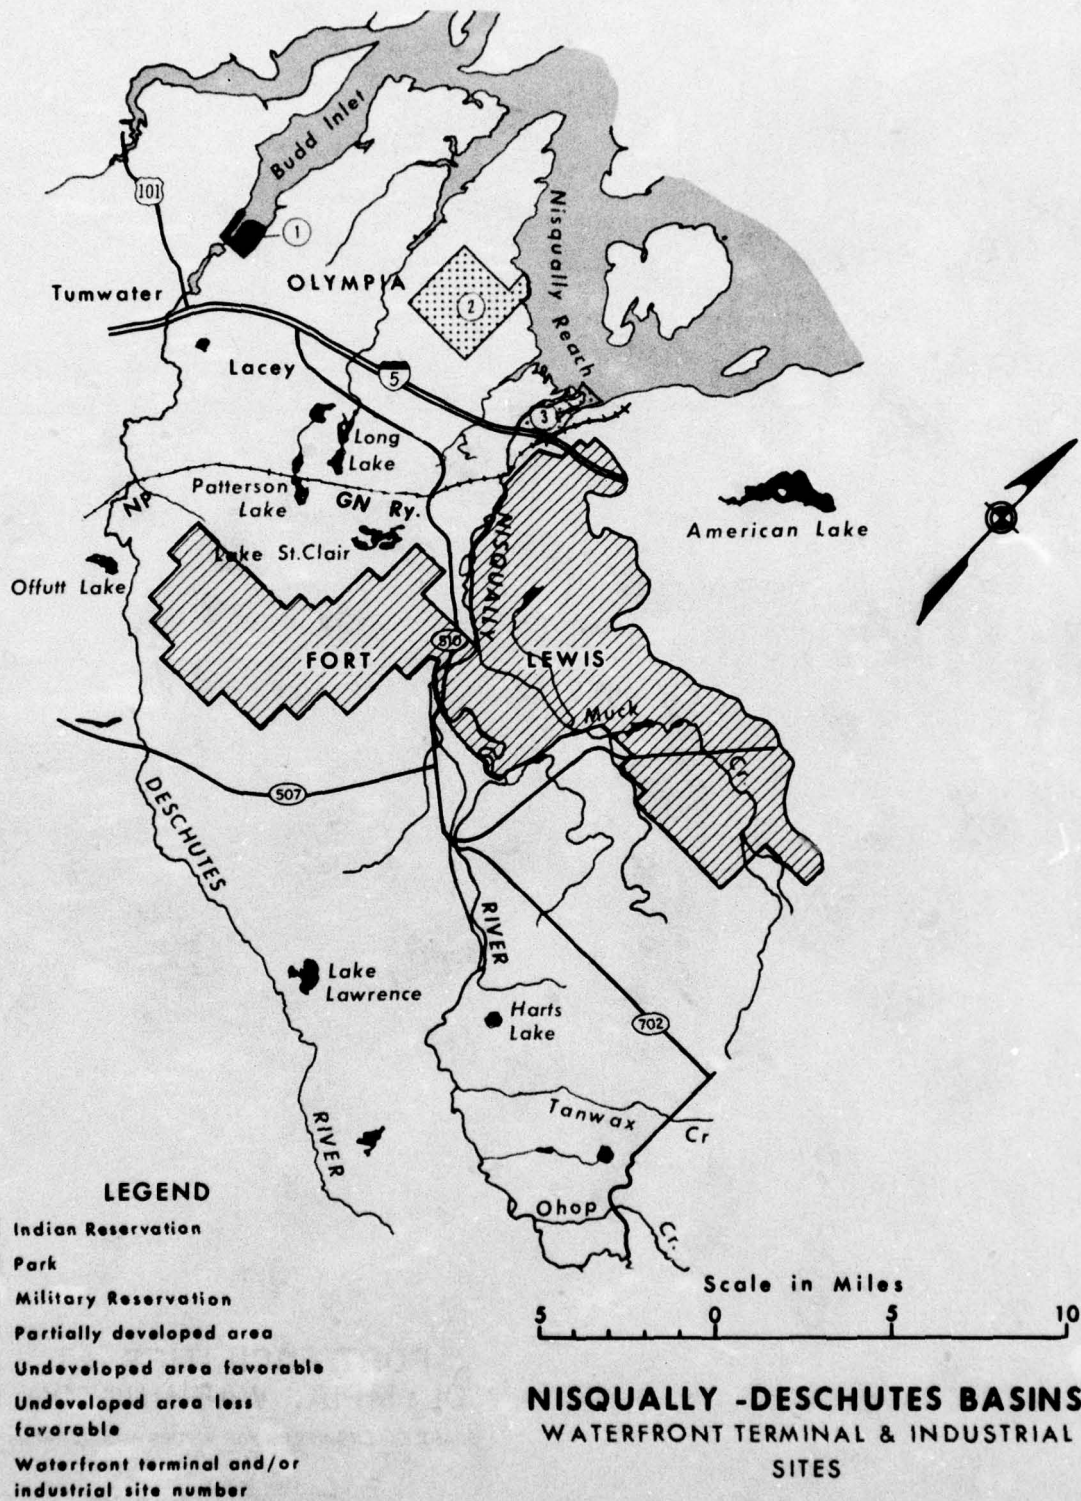 Budd Inlet
101
1
Nisqually Reach
OLYMPIA
2
Tumwater
Lacey
5
3
Long
Lake
Patterson
Lake
GN Ry.
NP
American Lake
Lake St.Clair
NISQUALLY
Offutt Lake
510
FORT
LEWIS
Muck
Cr.
507
DESCHUTES
RIVER
Lake
Lawrence
Harts
Lake
702
Tanwax
Cr
RIVER
Ohop
Cr.
LEGEND
Indian Reservation
Park
Military Reservation
Partially developed area
Undeveloped area favorable
Undeveloped area less
favorable
Waterfront terminal and/or
industrial site number
Scale in Miles
5 0 5 10
NISQUALLY -DESCHUTES BASINS
WATERFRONT TERMINAL & INDUSTRIAL
SITES